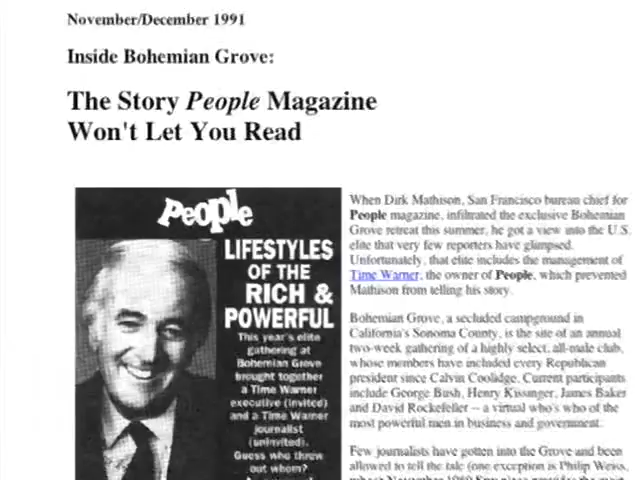 November/December 1991
Inside Bohemian Grove:
The Story People Magazine
Won't Let You Read
People
LIFESTYLES
OF THE
RICH &
POWERFUL
This year's elite
gathering at
Bohemian Grove
brought together
a Time Warner
executive (invited)
and a Time Warner
journalist
(uninvited).
Guess who threw
out whom?
When Dirk Mathison, San Francisco bureau chief for
People magazine, infiltrated the exclusive Bohemian
Grove retreat this summer, he got a view into the U.S.
elite that very few reporters have glimpsed.
Unfortunately, that elite includes the management of
Time Warner, the owner of People, which prevented
Mathison from telling his story.
Bohemian Grove, a secluded campground in
California's Sonoma County, is the site of an annual
two-week gathering of a highly select, all-male club,
whose members have included every Republican
president since Calvin Coolidge. Current participants
include George Bush, Henry Kissinger, James Baker
and David Rockefeller -- a virtual who's who of the
most powerful men in business and government.
Few journalists have gotten into the Grove and been
allowed to tell the tale (one exception is Philip Weiss,
whose November 1989 Spy piece provides the most